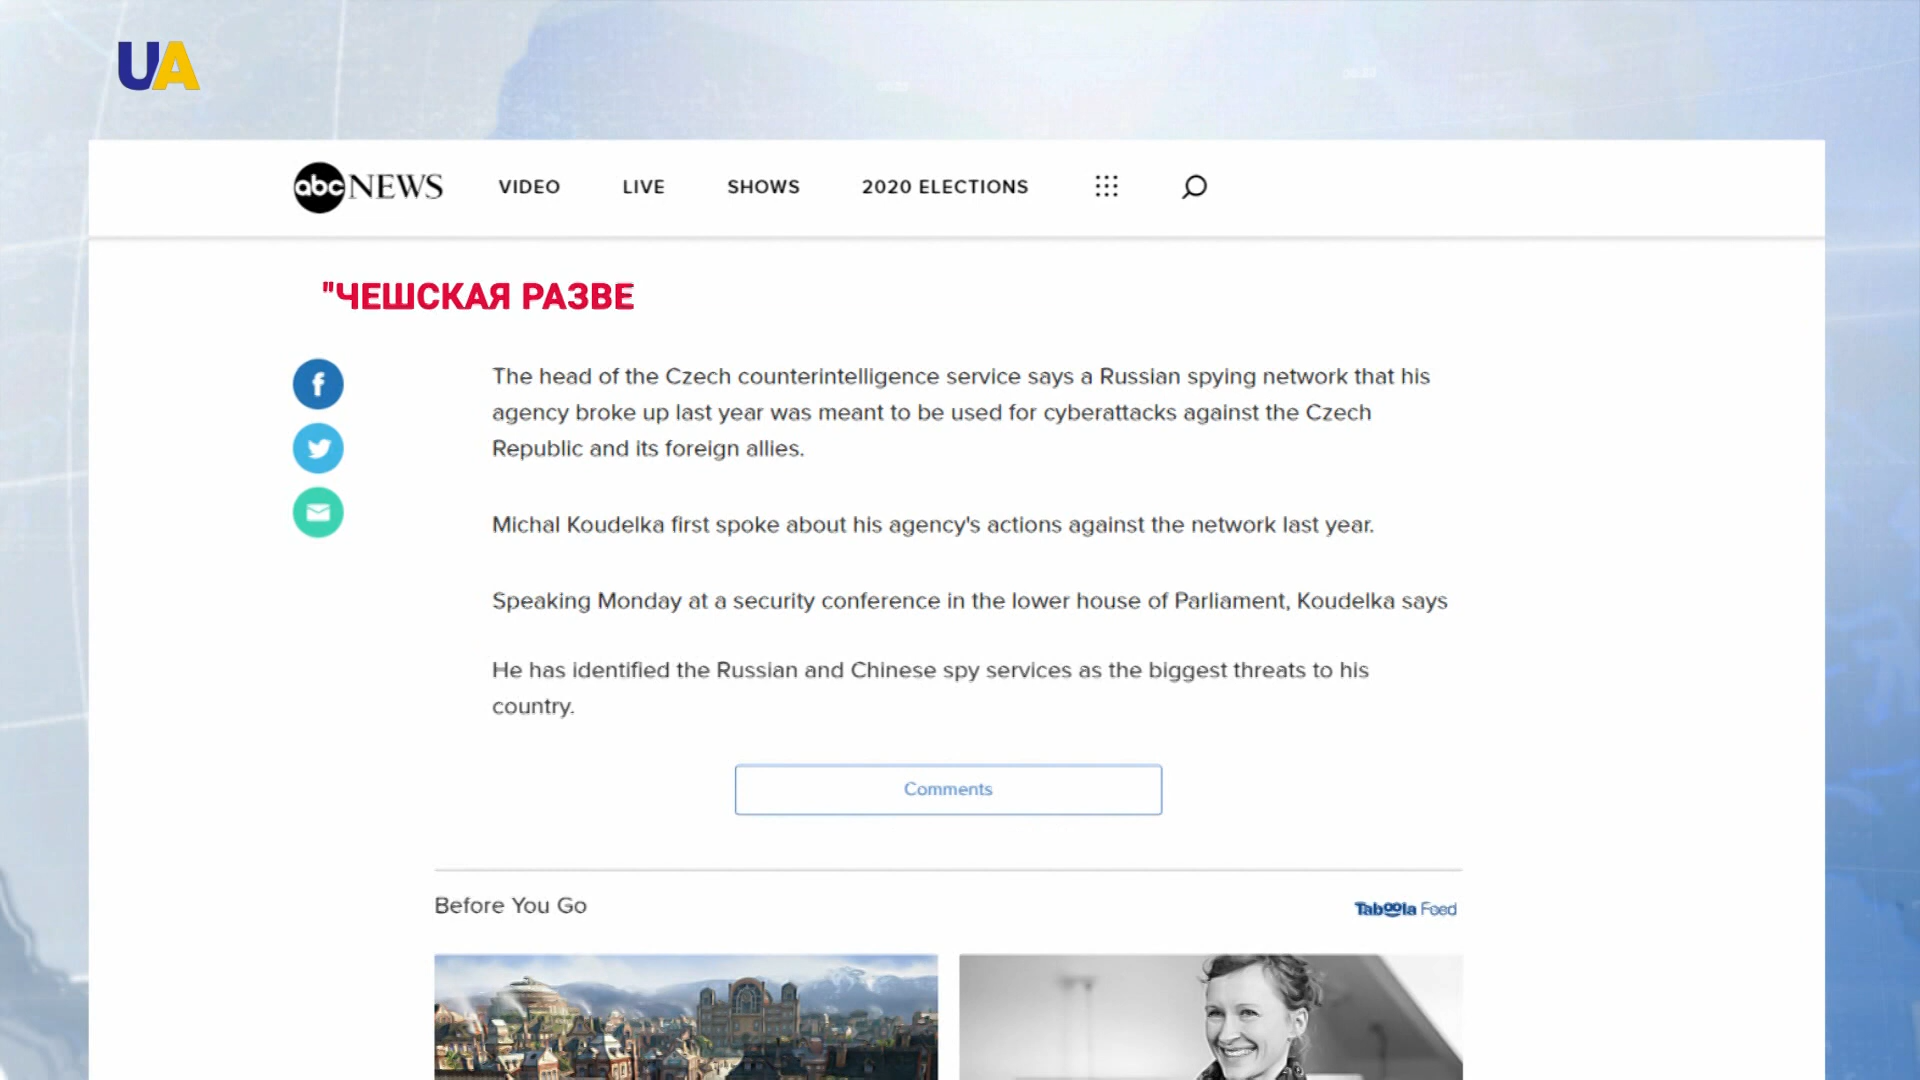 UA
abc NEWS VIDEO LIVE SHOWS 2020 ELECTIONS
"ЧЕШСКАЯ РАЗВЕ
The head of the Czech counterintelligence service says a Russian spying network that his
agency broke up last year was meant to be used for cyberattacks against the Czech
Republic and its foreign allies.
Michal Koudelka first spoke about his agency's actions against the network last year.
Speaking Monday at a security conference in the lower house of Parliament, Koudelka says
He has identified the Russian and Chinese spy services as the biggest threats to his
country.
Comments
Before You Go
Taboola Feed